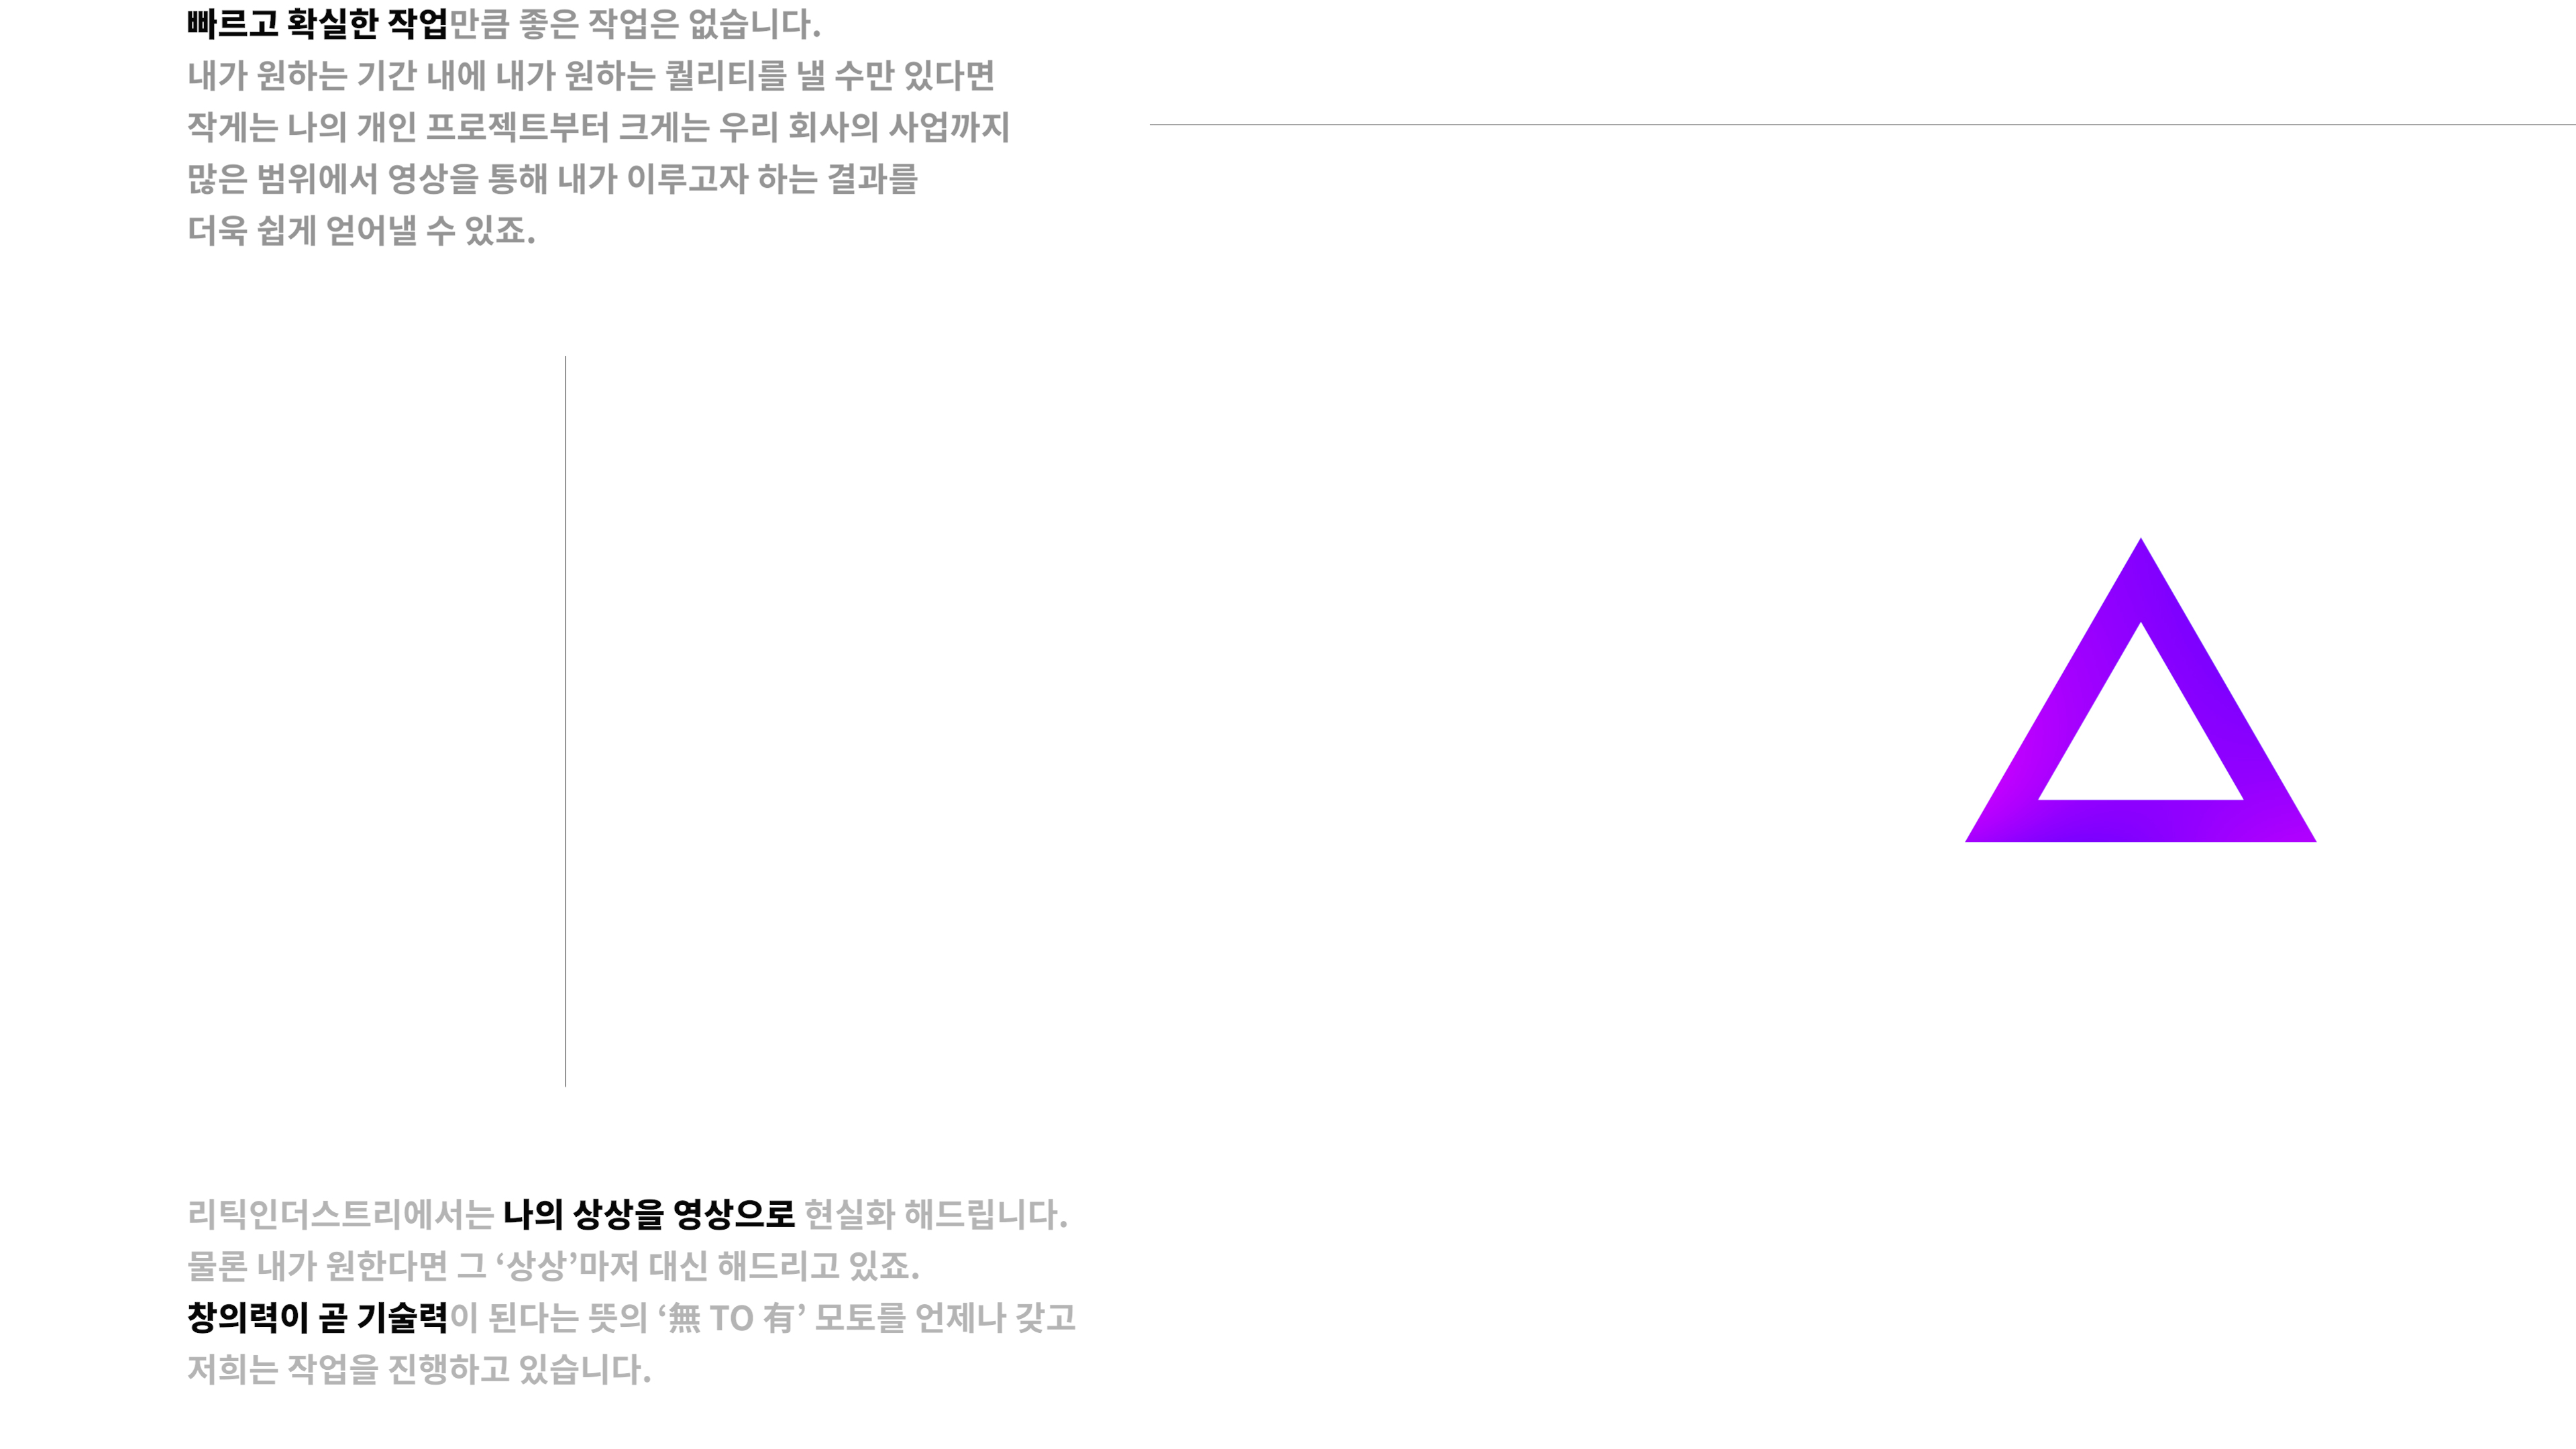 빠르고 확실한 작업만큼 좋은 작업은 없습니다.
내가 원하는 기간 내에 내가 원하는 퀄리티를 낼 수만 있다면
작게는 나의 개인 프로젝트부터 크게는 우리 회사의 사업까지
많은 범위에서 영상을 통해 내가 이루고자 하는 결과를
더욱 쉽게 얻어낼 수 있죠.
리틱인더스트리에서는 나의 상상을 영상으로 현실화 해드립니다.
물론 내가 원한다면 그 ‘상상’마저 대신 해드리고 있죠.
창의력이 곧 기술력이 된다는 뜻의 ‘無 TO 有’ 모토를 언제나 갖고
저희는 작업을 진행하고 있습니다.